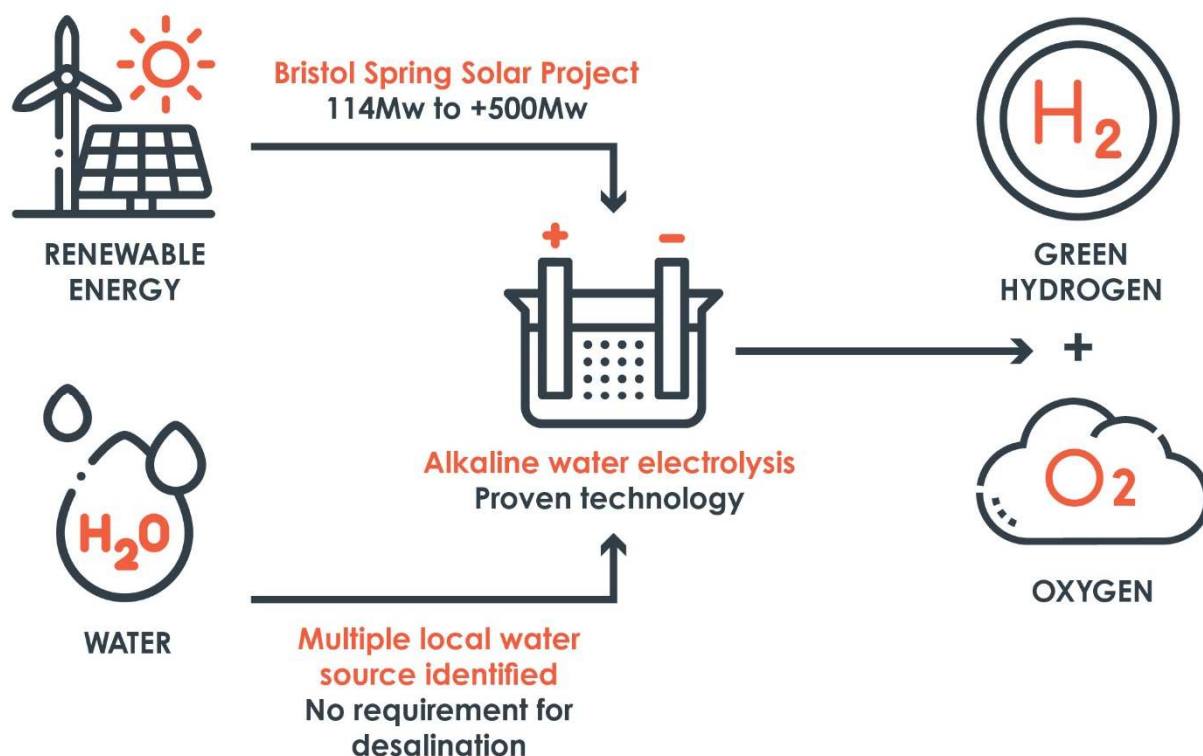 Bristol Spring Solar Project
114Mw to +500Mw
RENEWABLE
ENERGY
+ -
H2
GREEN
HYDROGEN
+
Alkaline water electrolysis
Proven technology
H2O
WATER
Multiple local water
source identified
No requirement for
desalination
O2
OXYGEN